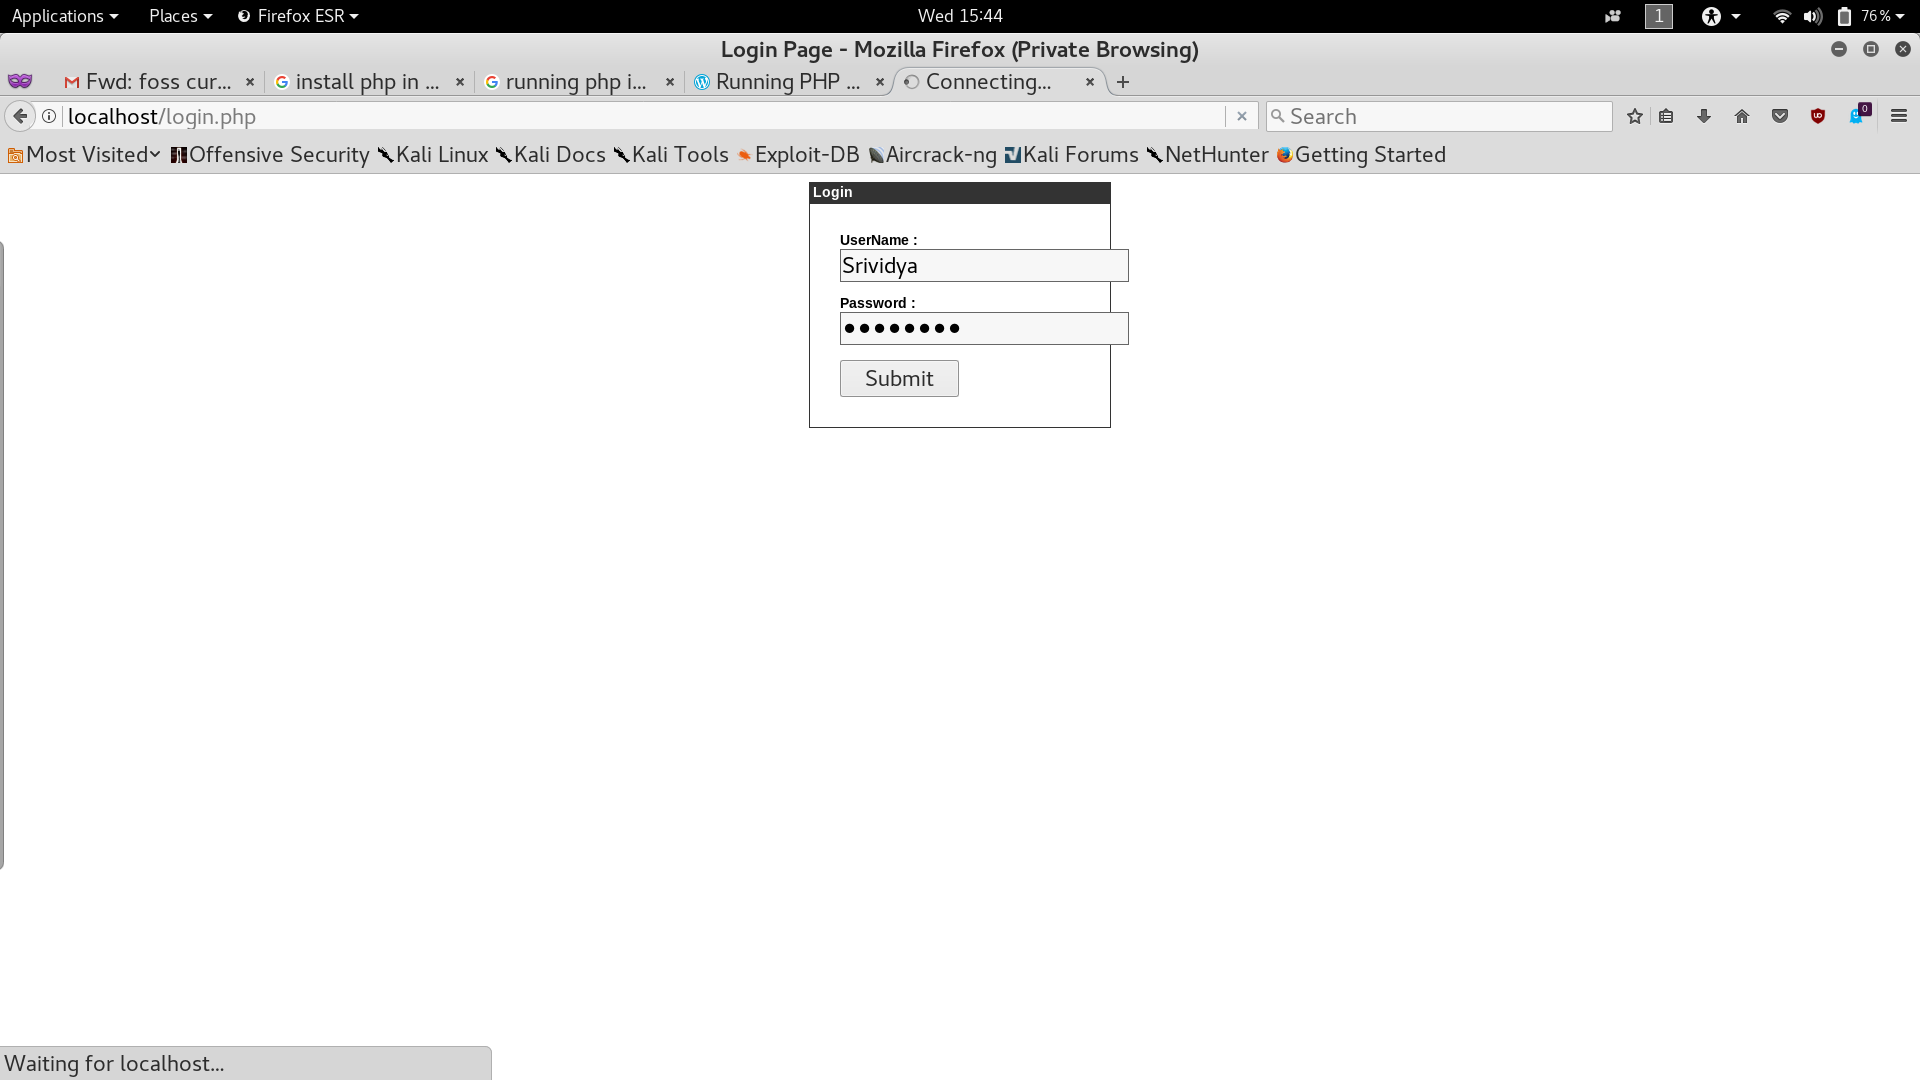 Applications Places Firefox ESR Wed 15:44 1 76%
Login Page - Mozilla Firefox (Private Browsing)
Fwd: foss cur... install php in ... running php i... Running PHP ... Connecting...
localhost/login.php Search 0
Most Visited Offensive Security Kali Linux Kali Docs Kali Tools Exploit-DB Aircrack-ng Kali Forums NetHunter Getting Started
Login
UserName :
Srividya
Password :
●●●●●●●●
Submit
Waiting for localhost...